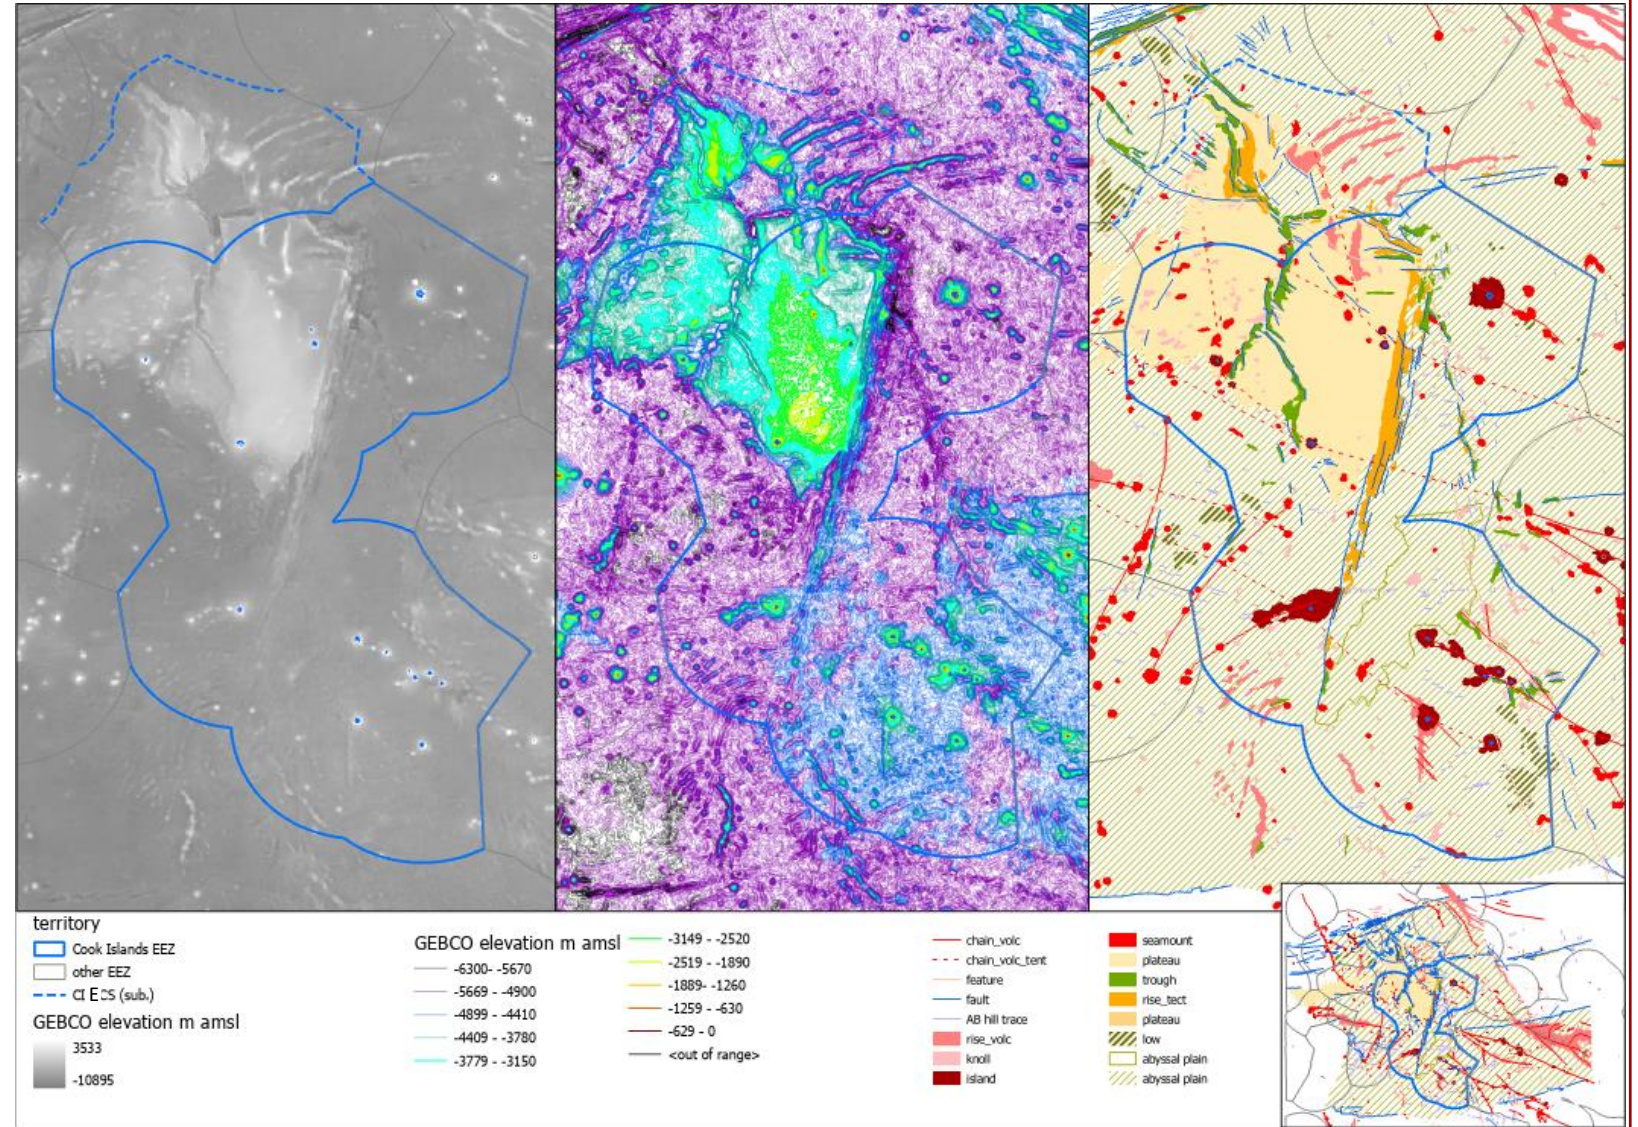 territory
Cook Islands EEZ
other EEZ
CI ECS (sub.)
GEBCO elevation m amsl
3533
-10895
GEBCO elevation m amsl
-6300- -5670
-5669 - -4900
-4899 - -4410
-4409 - -3780
-3779 - -3150
-3149 - -2520
-2519 - -1890
-1889- -1260
-1259 - -630
-629 - 0
<out of range>
chain_volc
chain_volc_tent
feature
fault
AB hill trace
rise_volc
knoll
island
seamount
plateau
trough
rise_tect
plateau
low
abyssal plain
abyssal plain